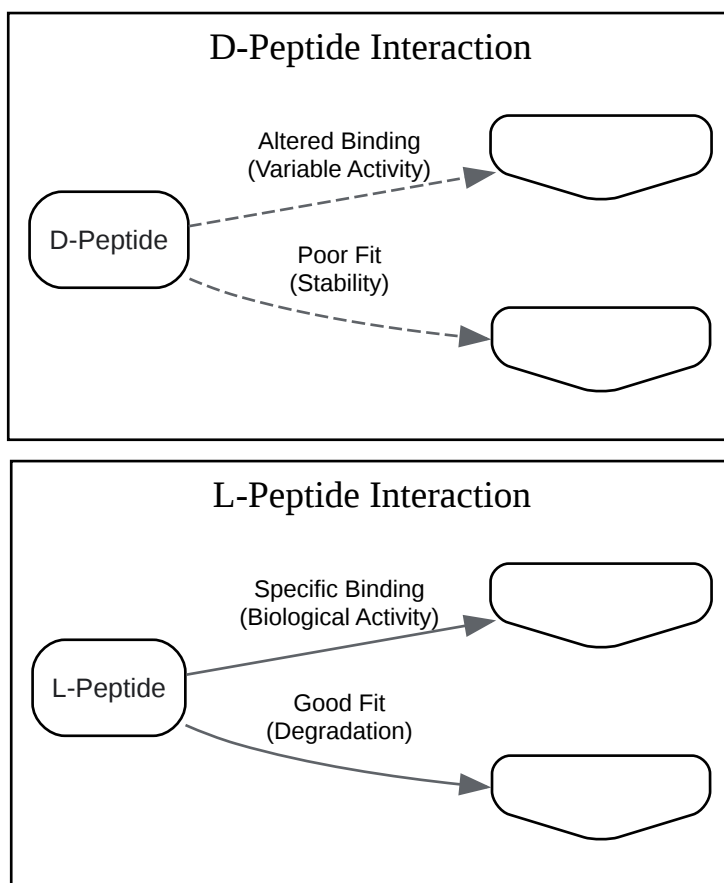 D-Peptide Interaction
Altered Binding
(Variable Activity)
D-Peptide
Poor Fit
(Stability)
L-Peptide Interaction
Specific Binding
(Biological Activity)
L-Peptide
Good Fit
(Degradation)